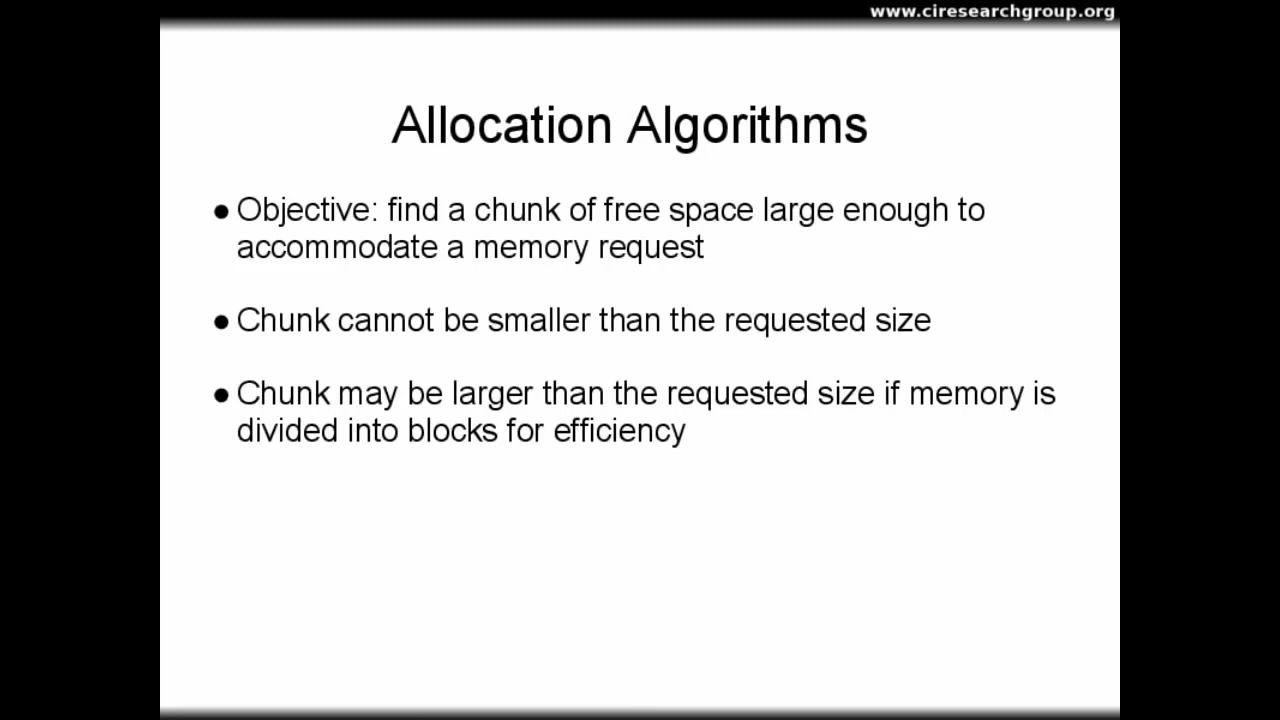 www.ciresearchgroup.org
Allocation Algorithms
● Objective: find a chunk of free space large enough to
accommodate a memory request
● Chunk cannot be smaller than the requested size
● Chunk may be larger than the requested size if memory is
divided into blocks for efficiency